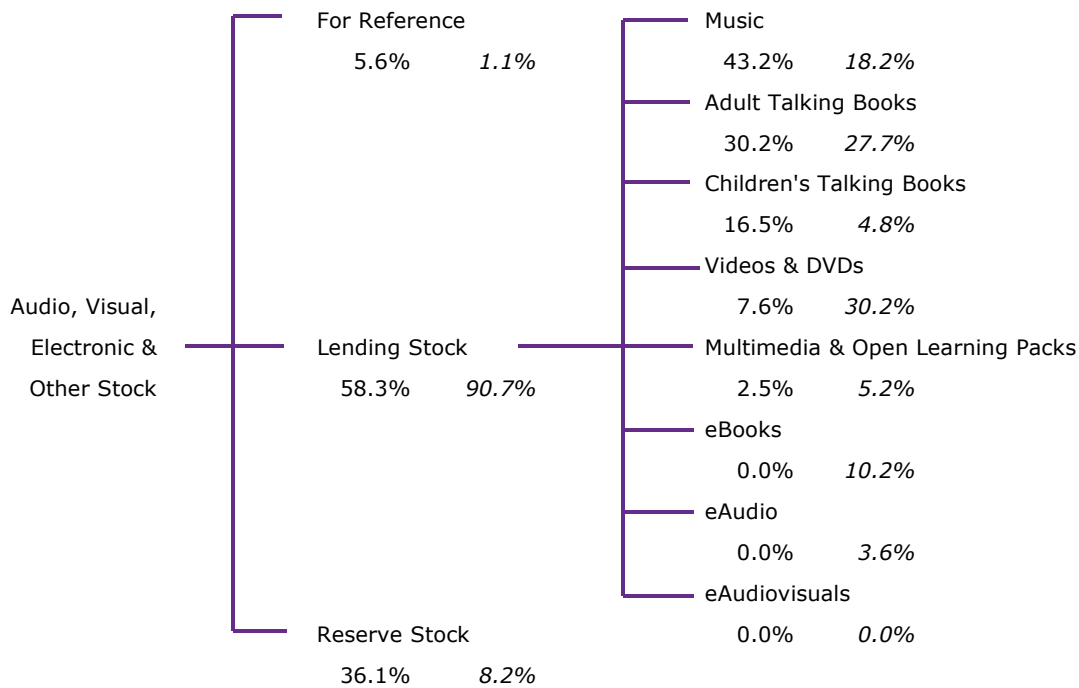 Audio, Visual,
Electronic &
Other Stock
For Reference
5.6% 1.1%
Lending Stock
58.3% 90.7%
Reserve Stock
36.1% 8.2%
Music
43.2% 18.2%
Adult Talking Books
30.2% 27.7%
Children's Talking Books
16.5% 4.8%
Videos & DVDs
7.6% 30.2%
Multimedia & Open Learning Packs
2.5% 5.2%
eBooks
0.0% 10.2%
eAudio
0.0% 3.6%
eAudiovisuals
0.0% 0.0%